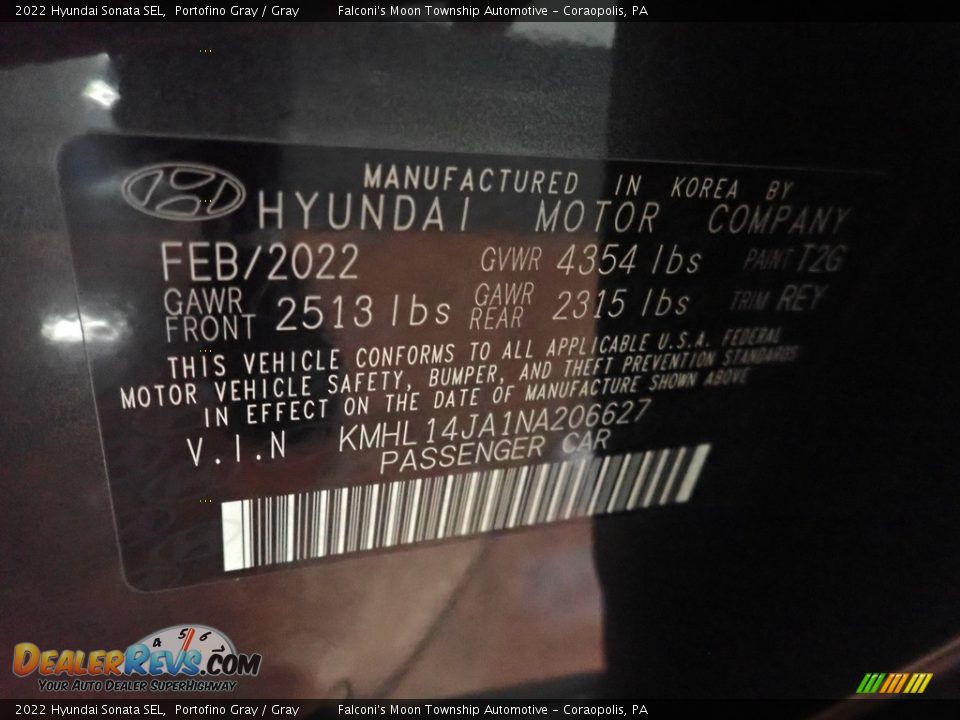 2022 Hyundai Sonata SEL,  Portofino Gray / Gray          Falconi's Moon Township Automotive - Coraopolis, PA
MANUFACTURED IN KOREA BY
HYUNDAI MOTOR COMPANY
FEB/2022 GVWR 4354 lbs PAINT T2G
GAWR FRONT 2513 lbs GAWR REAR 2315 lbs TRIM REY
THIS VEHICLE CONFORMS TO ALL APPLICABLE U.S.A. FEDERAL
MOTOR VEHICLE SAFETY, BUMPER, AND THEFT PREVENTION STANDARDS
IN EFFECT ON THE DATE OF MANUFACTURE SHOWN ABOVE
V.I.N KMHL14JA1NA206627
PASSENGER CAR
4 5 6 7
DEALERREVS.COM
YOUR AUTO DEALER SUPERHIGHWAY
2022 Hyundai Sonata SEL,  Portofino Gray / Gray          Falconi's Moon Township Automotive - Coraopolis, PA